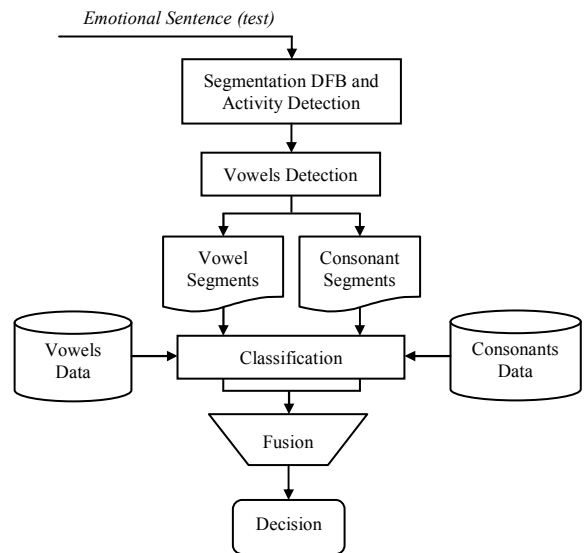 Emotional Sentence (test)
Segmentation DFB and
Activity Detection
Vowels Detection
Vowel
Segments
Consonant
Segments
Vowels
Data
Classification
Consonants
Data
Fusion
Decision